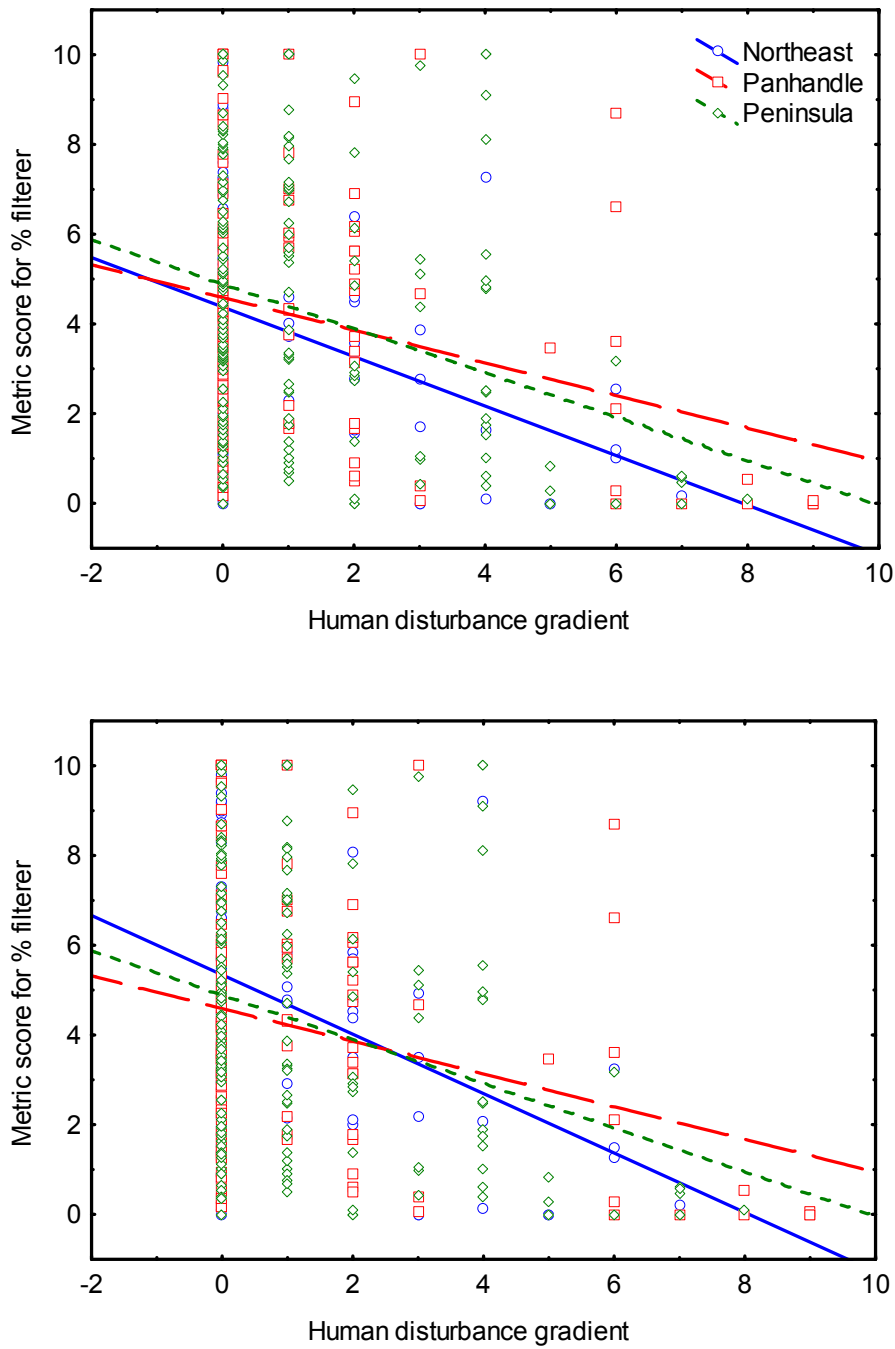 10
8
6
4
2
0
Metric score for % filterer
Northeast
Panhandle
Peninsula
-2 0 2 4 6 8 10
Human disturbance gradient
10
8
6
4
2
0
Metric score for % filterer
-2 0 2 4 6 8 10
Human disturbance gradient